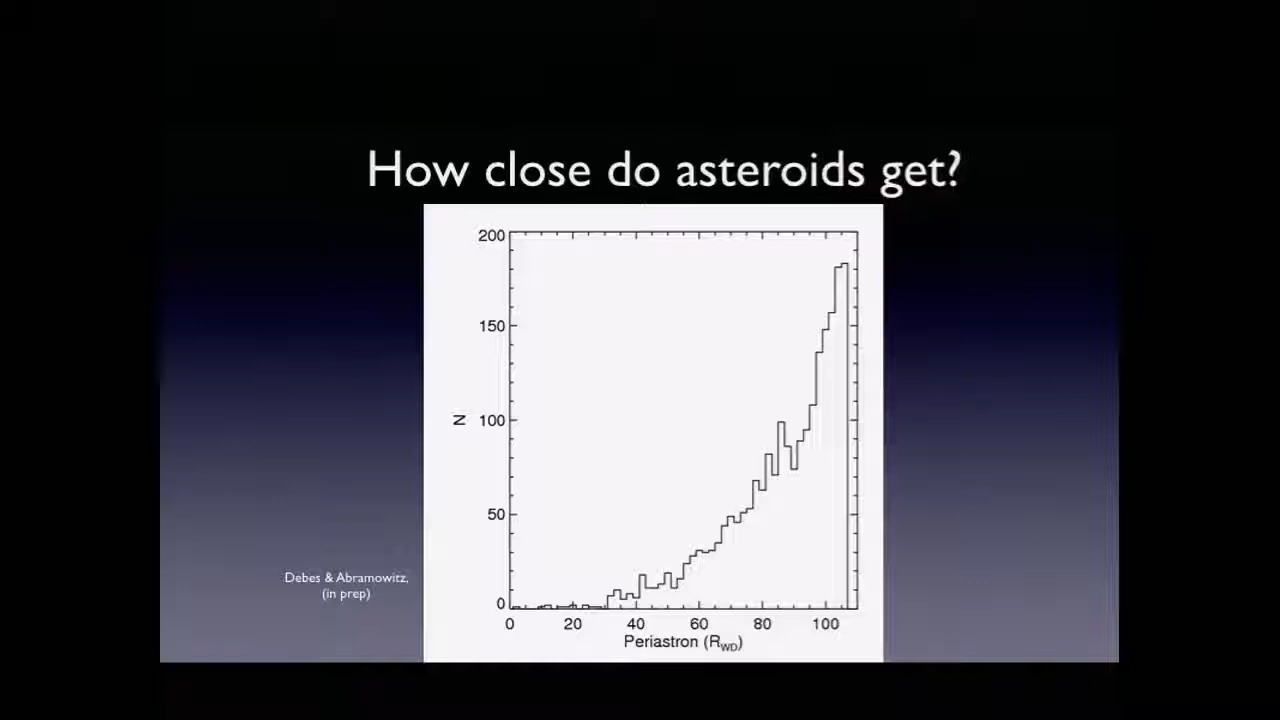 How close do asteroids get?
200
150
100
50
0
N
0 20 40 60 80 100
Periastron (R_WD)
Debes & Abramowitz,
(in prep)